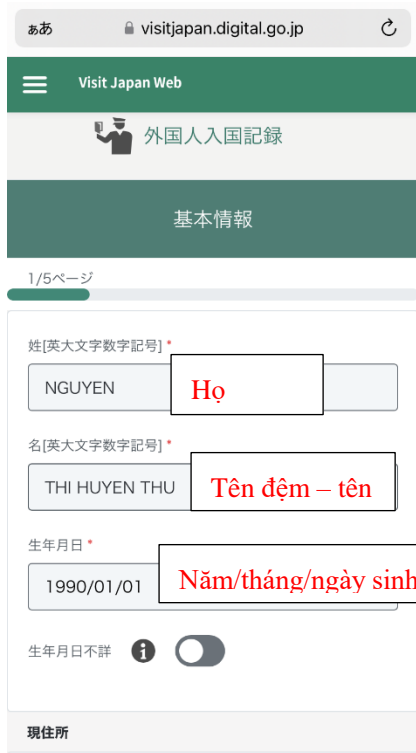 ぁあ visitjapan.digital.go.jp
Visit Japan Web
外国人入国記録
基本情報
1/5ページ
姓[英大文字数字記号] *
NGUYEN Họ
名[英大文字数字記号] *
THI HUYEN THU Tên đệm – tên
生年月日 *
1990/01/01 Năm/tháng/ngày sinh
生年月日不詳
現住所